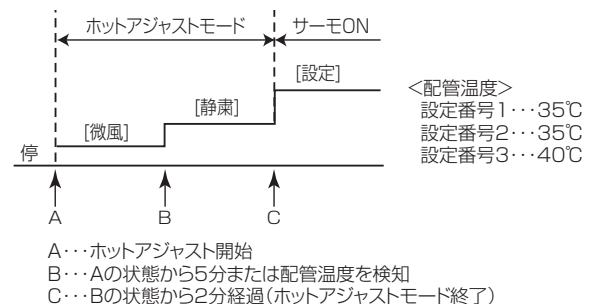 ホットアジャストモード サーモON
[設定]
[静粛]
[微風]
停
<配管温度>
設定番号1···35℃
設定番号2···35℃
設定番号3···40℃
A B C
A···ホットアジャスト開始
B···Aの状態から5分または配管温度を検知
C···Bの状態から2分経過(ホットアジャストモード終了)